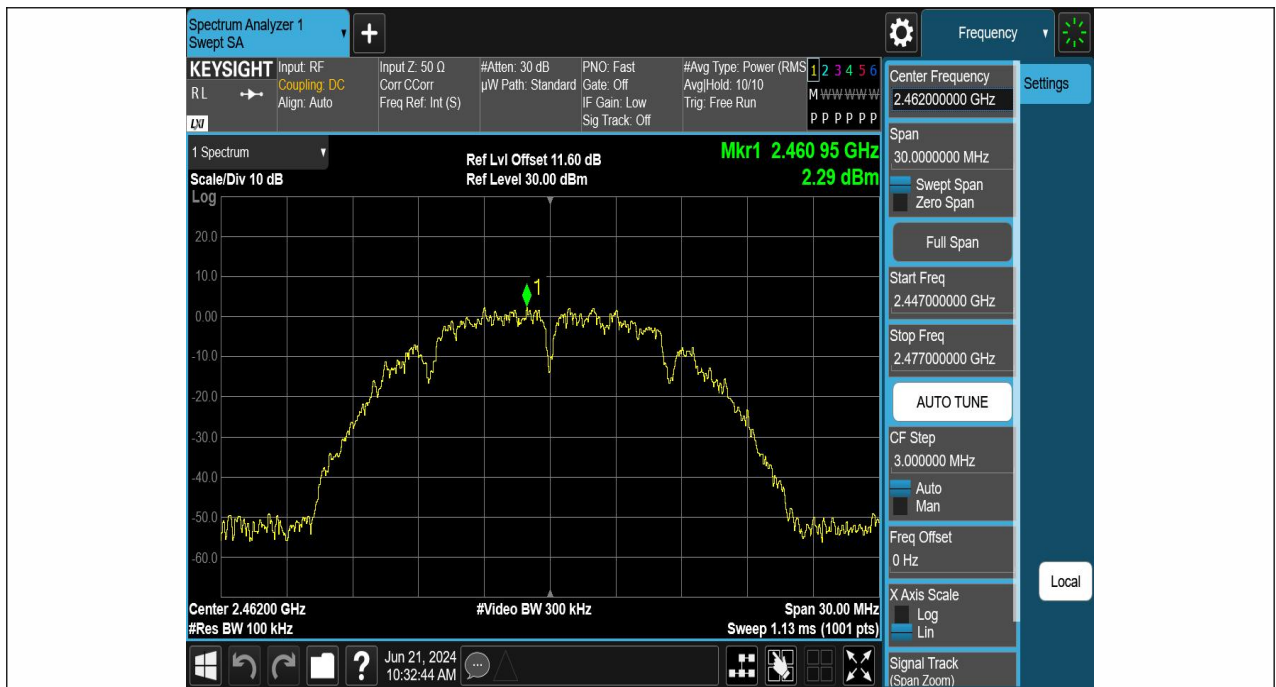 Spectrum Analyzer 1
Swept SA
+
Frequency
KEYSIGHT
RL
LXI
Input: RF
Coupling: DC
Align: Auto
Input Z: 50 Ω
Corr CCorr
Freq Ref: Int (S)
#Atten: 30 dB
µW Path: Standard
PNO: Fast
Gate: Off
IF Gain: Low
Sig Track: Off
#Avg Type: Power (RMS
Avg|Hold: 10/10
Trig: Free Run
1 2 3 4 5 6
M W W W W W
P P P P P P
1 Spectrum
Scale/Div 10 dB
Ref Lvl Offset 11.60 dB
Ref Level 30.00 dBm
Mkr1 2.460 95 GHz
2.29 dBm
Log
20.0
10.0
0.00
-10.0
-20.0
-30.0
-40.0
-50.0
-60.0
1
Center 2.46200 GHz
#Res BW 100 kHz
#Video BW 300 kHz
Span 30.00 MHz
Sweep 1.13 ms (1001 pts)
?
Jun 21, 2024
10:32:44 AM
Center Frequency
2.462000000 GHz
Span
30.0000000 MHz
Swept Span
Zero Span
Full Span
Start Freq
2.447000000 GHz
Stop Freq
2.477000000 GHz
AUTO TUNE
CF Step
3.000000 MHz
Auto
Man
Freq Offset
0 Hz
X Axis Scale
Log
Lin
Signal Track
(Span Zoom)
Settings
Local